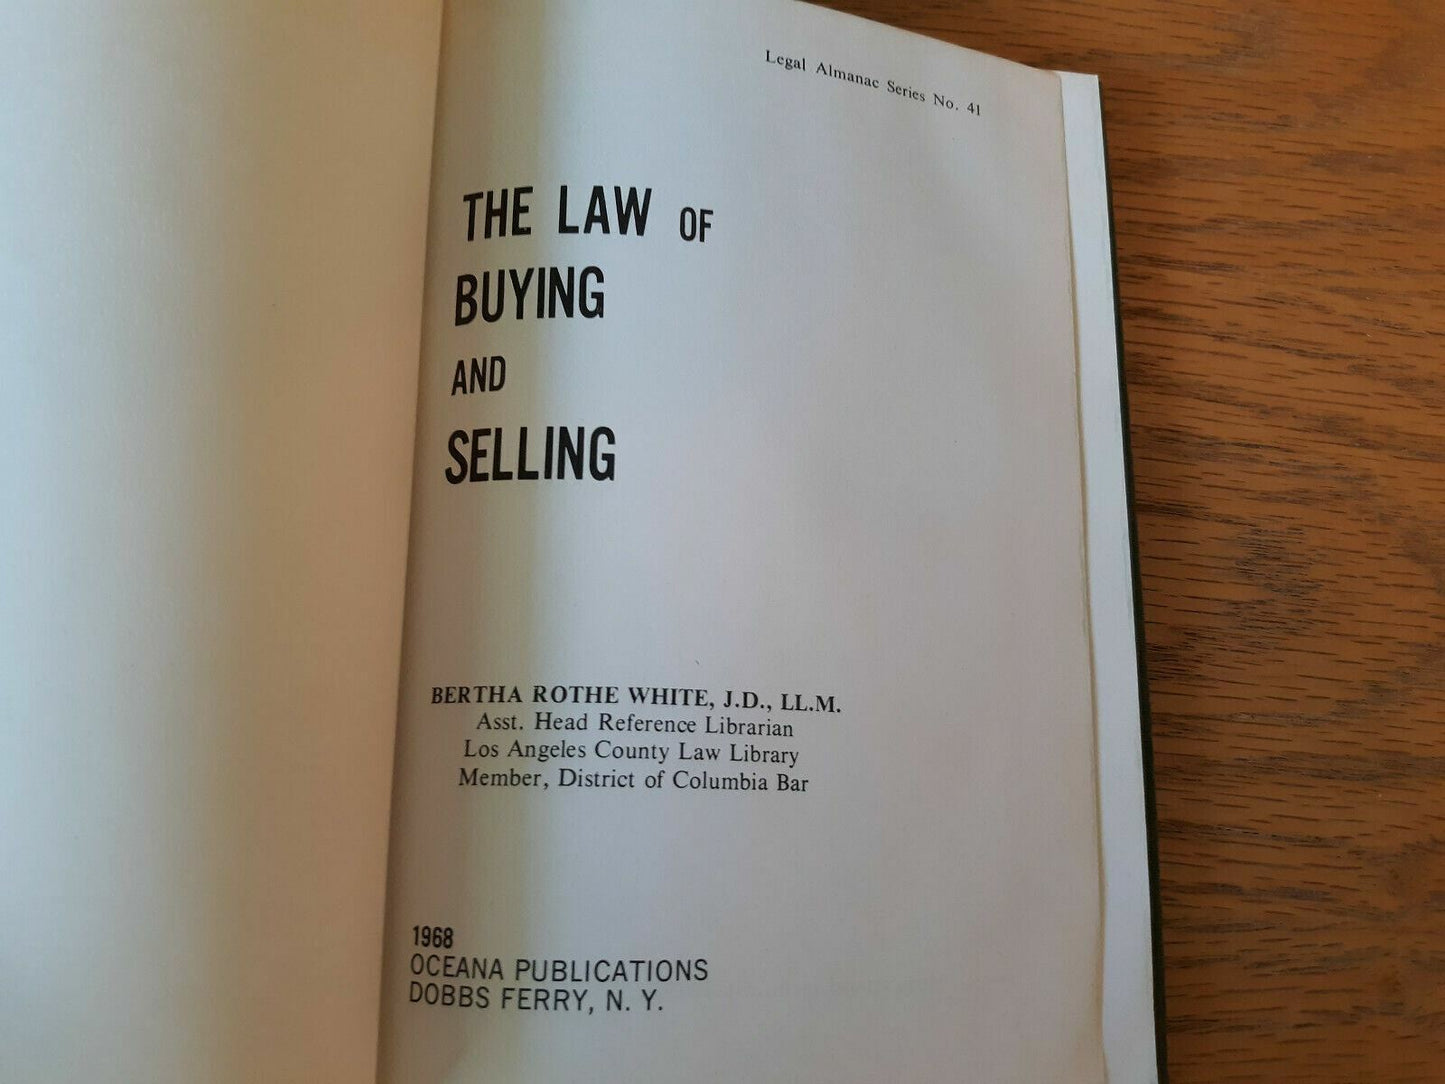 Legal Almanac Series No. 41
THE LAW OF
BUYING
AND
SELLING
BERTHA ROTHE WHITE, J.D., LL.M.
Asst. Head Reference Librarian
Los Angeles County Law Library
Member, District of Columbia Bar
1968
OCEANA PUBLICATIONS
DOBBS FERRY, N. Y.